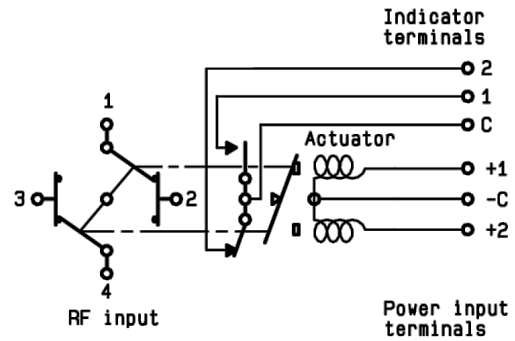 Indicator
terminals
2
1
C
Actuator
1
+1
3
2
-C
+2
4
RF input
Power input
terminals